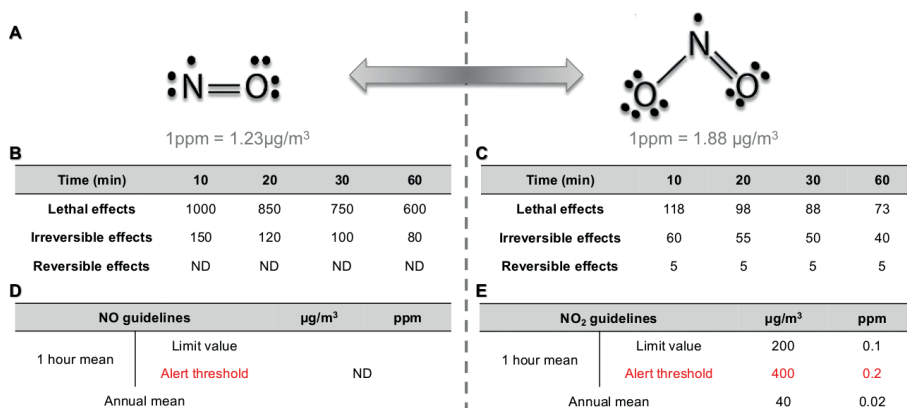 A
N O
N O O
1ppm = 1.23µg/m³
1ppm = 1.88 µg/m³
B
Time (min) 10 20 30 60
Lethal effects 1000 850 750 600
Irreversible effects 150 120 100 80
Reversible effects ND ND ND ND
C
Time (min) 10 20 30 60
Lethal effects 118 98 88 73
Irreversible effects 60 55 50 40
Reversible effects 5 5 5 5
D
NO guidelines µg/m³ ppm
1 hour mean Limit value
Alert threshold ND
Annual mean
E
NO₂ guidelines µg/m³ ppm
1 hour mean Limit value 200 0.1
Alert threshold 400 0.2
Annual mean 40 0.02